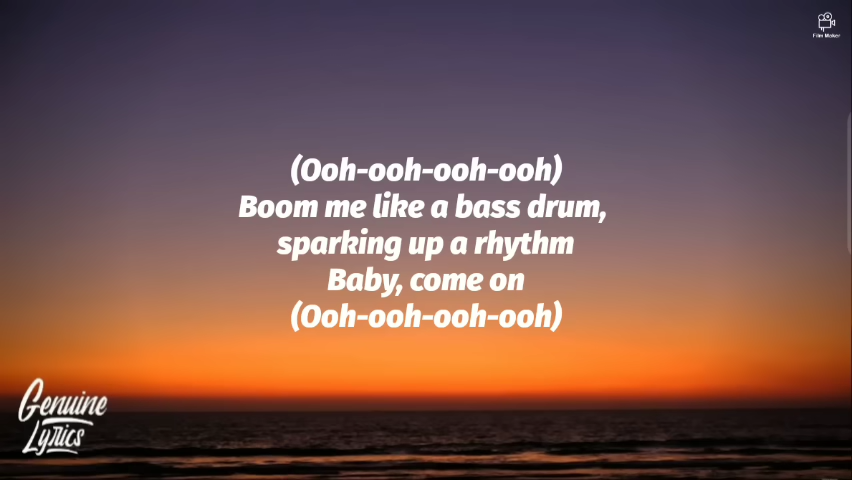 Film Maker
(Ooh-ooh-ooh-ooh)
Boom me like a bass drum,
sparking up a rhythm
Baby, come on
(Ooh-ooh-ooh-ooh)
Genuine
Lyrics